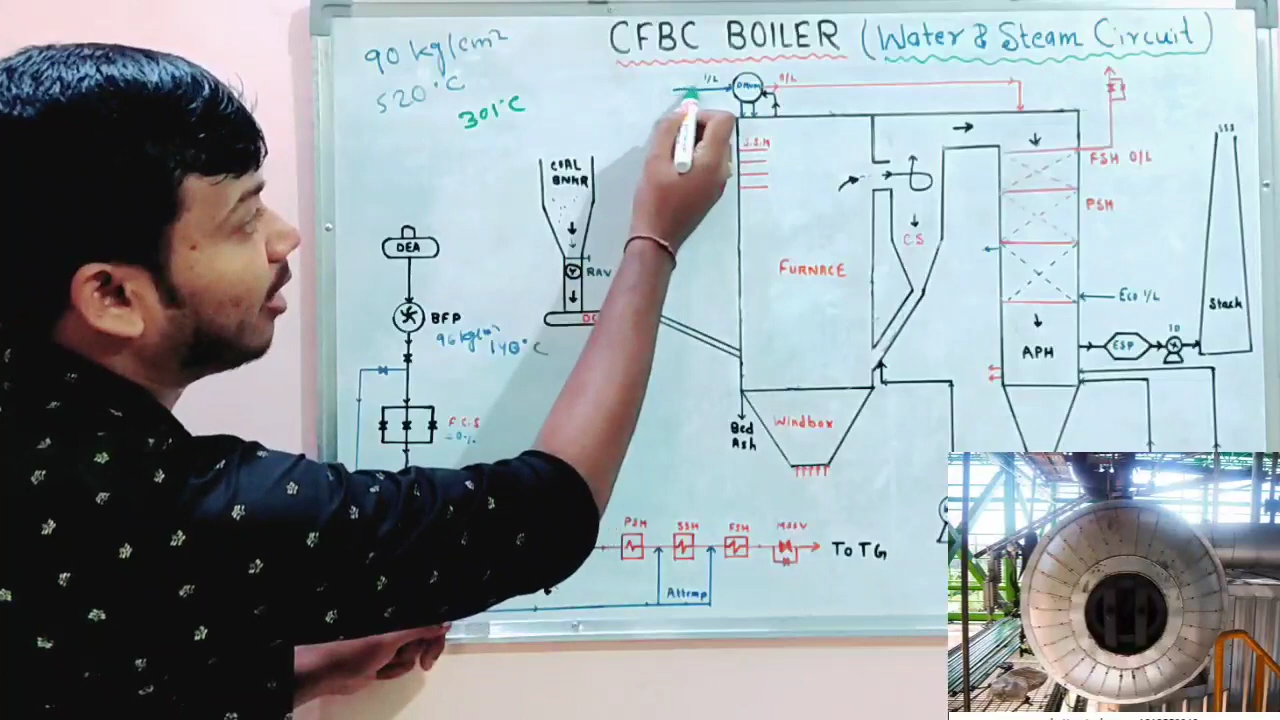 CFBC BOILER (Water & Steam Circuit)
90 kg/cm²
520°C
301°C
I/L
Drum
O/L
S.S.H
COAL
BNKR
RAV
DEA
BFP
96 kg/cm²
140°C
F.C.S
FURNACE
CS
FSH O/L
PSH
Eco I/L
APH
ESP
ID
Stack
Windbox
Bed
Ash
PSH
SSH
FSH
MSSV
To TG
Attemp